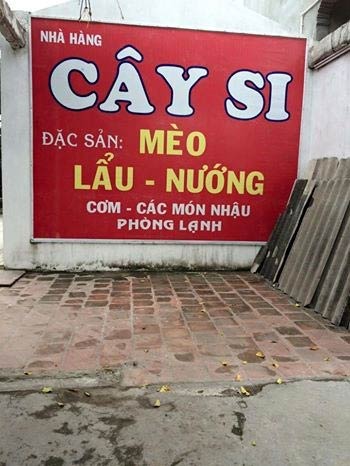 NHÀ HÀNG
CÂY SI
ĐẶC SẢN: MÈO
LẨU - NƯỚNG
CƠM - CÁC MÓN NHẬU
PHÒNG LẠNH